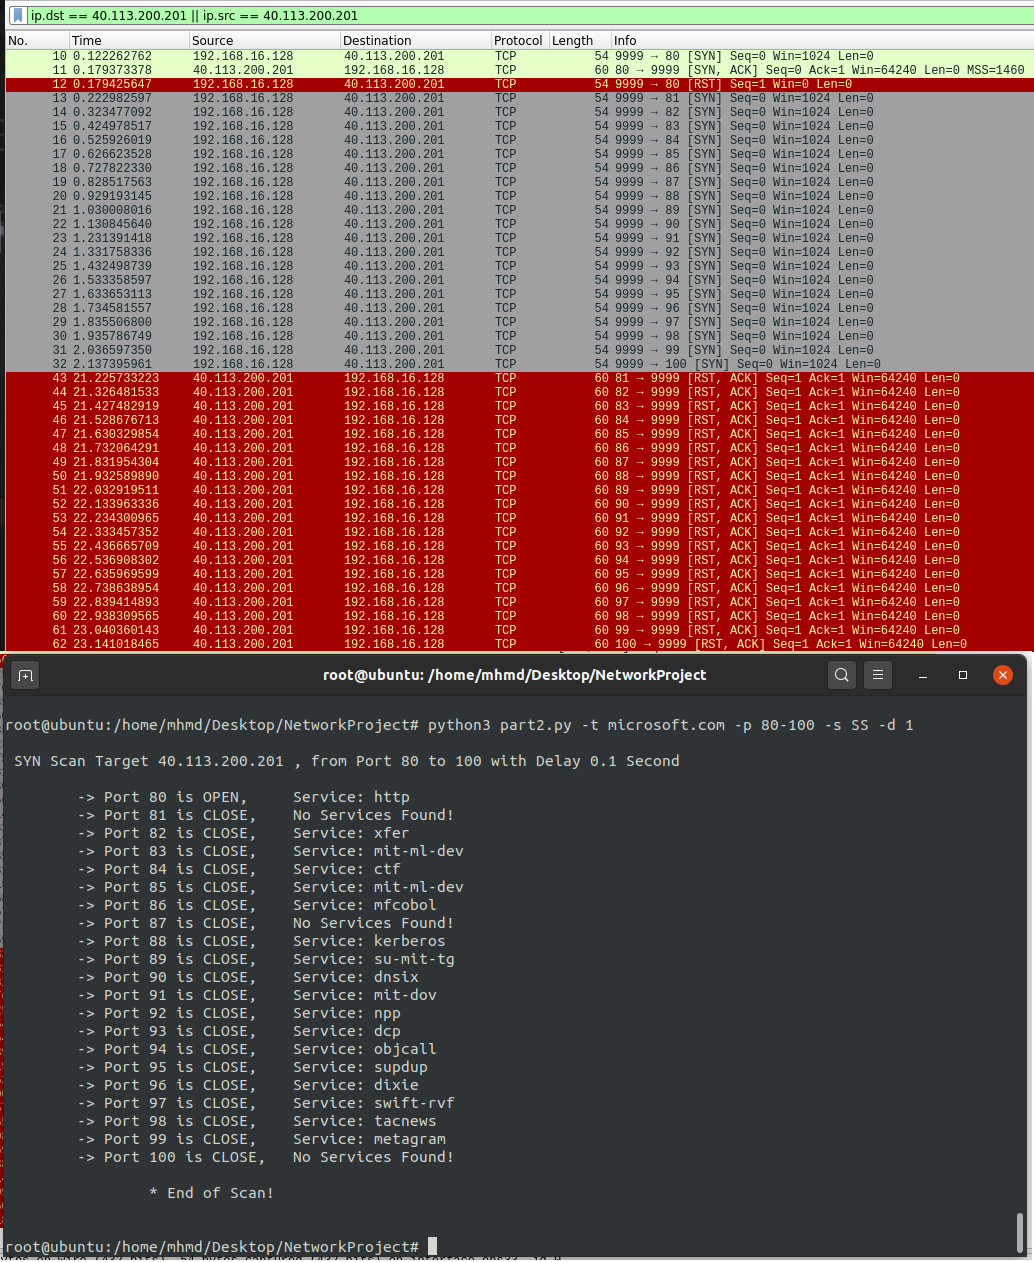 ip.dst == 40.113.200.201 || ip.src == 40.113.200.201
No. Time Source Destination Protocol Length Info
10 0.122262762 192.168.16.128 40.113.200.201 TCP 54 9999 → 80 [SYN] Seq=0 Win=1024 Len=0
11 0.179373378 40.113.200.201 192.168.16.128 TCP 60 80 → 9999 [SYN, ACK] Seq=0 Ack=1 Win=64240 Len=0 MSS=1460
12 0.179425647 192.168.16.128 40.113.200.201 TCP 54 9999 → 80 [RST] Seq=1 Win=0 Len=0
13 0.222982597 192.168.16.128 40.113.200.201 TCP 54 9999 → 81 [SYN] Seq=0 Win=1024 Len=0
14 0.323477092 192.168.16.128 40.113.200.201 TCP 54 9999 → 82 [SYN] Seq=0 Win=1024 Len=0
15 0.424978517 192.168.16.128 40.113.200.201 TCP 54 9999 → 83 [SYN] Seq=0 Win=1024 Len=0
16 0.525926019 192.168.16.128 40.113.200.201 TCP 54 9999 → 84 [SYN] Seq=0 Win=1024 Len=0
17 0.626623528 192.168.16.128 40.113.200.201 TCP 54 9999 → 85 [SYN] Seq=0 Win=1024 Len=0
18 0.727822330 192.168.16.128 40.113.200.201 TCP 54 9999 → 86 [SYN] Seq=0 Win=1024 Len=0
19 0.828517563 192.168.16.128 40.113.200.201 TCP 54 9999 → 87 [SYN] Seq=0 Win=1024 Len=0
20 0.929193145 192.168.16.128 40.113.200.201 TCP 54 9999 → 88 [SYN] Seq=0 Win=1024 Len=0
21 1.030008016 192.168.16.128 40.113.200.201 TCP 54 9999 → 89 [SYN] Seq=0 Win=1024 Len=0
22 1.130845640 192.168.16.128 40.113.200.201 TCP 54 9999 → 90 [SYN] Seq=0 Win=1024 Len=0
23 1.231391418 192.168.16.128 40.113.200.201 TCP 54 9999 → 91 [SYN] Seq=0 Win=1024 Len=0
24 1.331758336 192.168.16.128 40.113.200.201 TCP 54 9999 → 92 [SYN] Seq=0 Win=1024 Len=0
25 1.432498739 192.168.16.128 40.113.200.201 TCP 54 9999 → 93 [SYN] Seq=0 Win=1024 Len=0
26 1.533358597 192.168.16.128 40.113.200.201 TCP 54 9999 → 94 [SYN] Seq=0 Win=1024 Len=0
27 1.633653113 192.168.16.128 40.113.200.201 TCP 54 9999 → 95 [SYN] Seq=0 Win=1024 Len=0
28 1.734581557 192.168.16.128 40.113.200.201 TCP 54 9999 → 96 [SYN] Seq=0 Win=1024 Len=0
29 1.835506800 192.168.16.128 40.113.200.201 TCP 54 9999 → 97 [SYN] Seq=0 Win=1024 Len=0
30 1.935786749 192.168.16.128 40.113.200.201 TCP 54 9999 → 98 [SYN] Seq=0 Win=1024 Len=0
31 2.036597350 192.168.16.128 40.113.200.201 TCP 54 9999 → 99 [SYN] Seq=0 Win=1024 Len=0
32 2.137395961 192.168.16.128 40.113.200.201 TCP 54 9999 → 100 [SYN] Seq=0 Win=1024 Len=0
43 21.225733223 40.113.200.201 192.168.16.128 TCP 60 81 → 9999 [RST, ACK] Seq=1 Ack=1 Win=64240 Len=0
44 21.326481533 40.113.200.201 192.168.16.128 TCP 60 82 → 9999 [RST, ACK] Seq=1 Ack=1 Win=64240 Len=0
45 21.427482919 40.113.200.201 192.168.16.128 TCP 60 83 → 9999 [RST, ACK] Seq=1 Ack=1 Win=64240 Len=0
46 21.528676713 40.113.200.201 192.168.16.128 TCP 60 84 → 9999 [RST, ACK] Seq=1 Ack=1 Win=64240 Len=0
47 21.630329854 40.113.200.201 192.168.16.128 TCP 60 85 → 9999 [RST, ACK] Seq=1 Ack=1 Win=64240 Len=0
48 21.732064291 40.113.200.201 192.168.16.128 TCP 60 86 → 9999 [RST, ACK] Seq=1 Ack=1 Win=64240 Len=0
49 21.831954304 40.113.200.201 192.168.16.128 TCP 60 87 → 9999 [RST, ACK] Seq=1 Ack=1 Win=64240 Len=0
50 21.932589890 40.113.200.201 192.168.16.128 TCP 60 88 → 9999 [RST, ACK] Seq=1 Ack=1 Win=64240 Len=0
51 22.032919511 40.113.200.201 192.168.16.128 TCP 60 89 → 9999 [RST, ACK] Seq=1 Ack=1 Win=64240 Len=0
52 22.133963336 40.113.200.201 192.168.16.128 TCP 60 90 → 9999 [RST, ACK] Seq=1 Ack=1 Win=64240 Len=0
53 22.234300965 40.113.200.201 192.168.16.128 TCP 60 91 → 9999 [RST, ACK] Seq=1 Ack=1 Win=64240 Len=0
54 22.333457352 40.113.200.201 192.168.16.128 TCP 60 92 → 9999 [RST, ACK] Seq=1 Ack=1 Win=64240 Len=0
55 22.436665709 40.113.200.201 192.168.16.128 TCP 60 93 → 9999 [RST, ACK] Seq=1 Ack=1 Win=64240 Len=0
56 22.536908302 40.113.200.201 192.168.16.128 TCP 60 94 → 9999 [RST, ACK] Seq=1 Ack=1 Win=64240 Len=0
57 22.635969599 40.113.200.201 192.168.16.128 TCP 60 95 → 9999 [RST, ACK] Seq=1 Ack=1 Win=64240 Len=0
58 22.738638954 40.113.200.201 192.168.16.128 TCP 60 96 → 9999 [RST, ACK] Seq=1 Ack=1 Win=64240 Len=0
59 22.839414893 40.113.200.201 192.168.16.128 TCP 60 97 → 9999 [RST, ACK] Seq=1 Ack=1 Win=64240 Len=0
60 22.938309565 40.113.200.201 192.168.16.128 TCP 60 98 → 9999 [RST, ACK] Seq=1 Ack=1 Win=64240 Len=0
61 23.040360143 40.113.200.201 192.168.16.128 TCP 60 99 → 9999 [RST, ACK] Seq=1 Ack=1 Win=64240 Len=0
62 23.141018465 40.113.200.201 192.168.16.128 TCP 60 100 → 9999 [RST, ACK] Seq=1 Ack=1 Win=64240 Len=0
root@ubuntu: /home/mhmd/Desktop/NetworkProject
root@ubuntu:/home/mhmd/Desktop/NetworkProject# python3 part2.py -t microsoft.com -p 80-100 -s SS -d 1
SYN Scan Target 40.113.200.201 , from Port 80 to 100 with Delay 0.1 Second
-> Port 80 is OPEN, Service: http
-> Port 81 is CLOSE, No Services Found!
-> Port 82 is CLOSE, Service: xfer
-> Port 83 is CLOSE, Service: mit-ml-dev
-> Port 84 is CLOSE, Service: ctf
-> Port 85 is CLOSE, Service: mit-ml-dev
-> Port 86 is CLOSE, Service: mfcobol
-> Port 87 is CLOSE, No Services Found!
-> Port 88 is CLOSE, Service: kerberos
-> Port 89 is CLOSE, Service: su-mit-tg
-> Port 90 is CLOSE, Service: dnsix
-> Port 91 is CLOSE, Service: mit-dov
-> Port 92 is CLOSE, Service: npp
-> Port 93 is CLOSE, Service: dcp
-> Port 94 is CLOSE, Service: objcall
-> Port 95 is CLOSE, Service: supdup
-> Port 96 is CLOSE, Service: dixie
-> Port 97 is CLOSE, Service: swift-rvf
-> Port 98 is CLOSE, Service: tacnews
-> Port 99 is CLOSE, Service: metagram
-> Port 100 is CLOSE, No Services Found!
* End of Scan!
root@ubuntu:/home/mhmd/Desktop/NetworkProject#